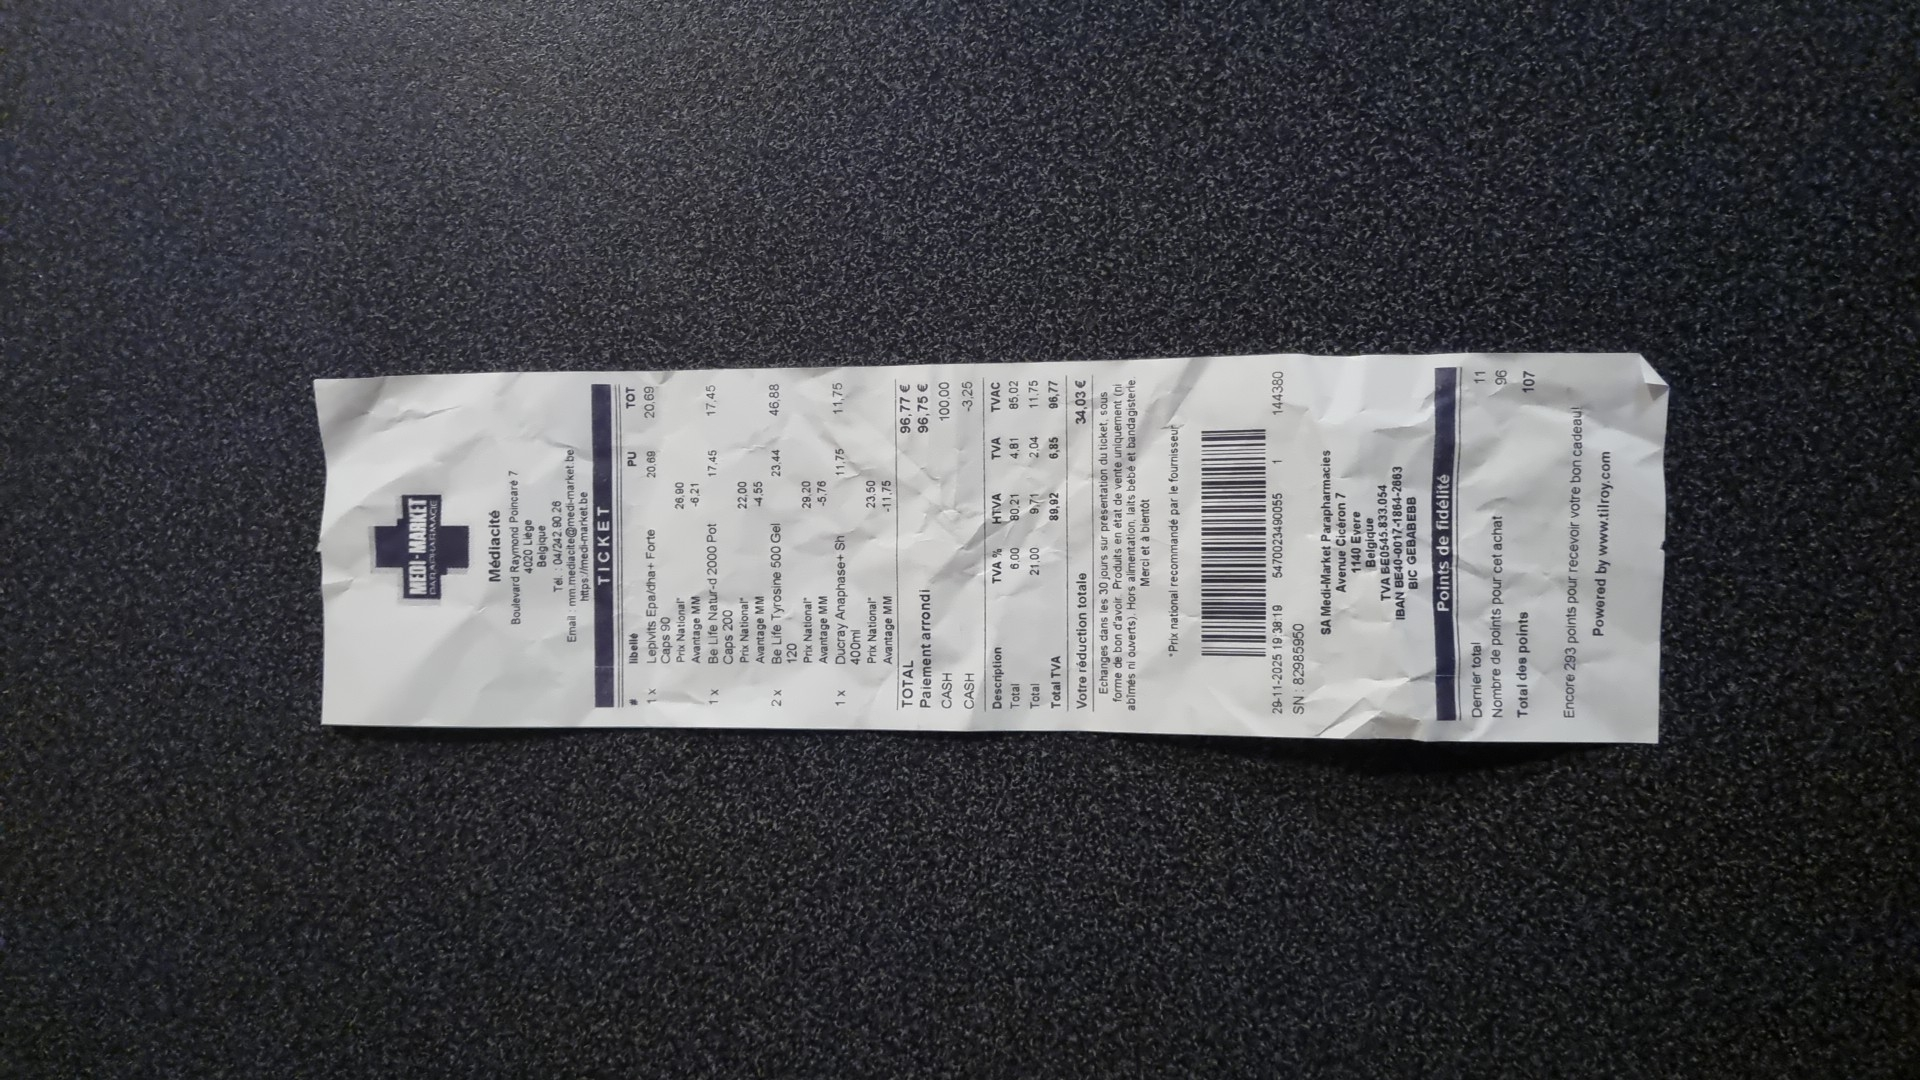 MEDI-MARKET
PARAPHARMACIE
Médiacité
Boulevard Raymond Poincaré 7
4020 Liège
Belgique
Tel. : 04/242.90.26
Email : mm.mediacite@medi-market.be
https://medi-market.be
TICKET
# libellé PU TOT
1 x Lepivits Epa/dha+ Forte 20,69 20,69
Caps 90
Prix National* 26,90
Avantage MM -6,21
1 x Be Life Natur-d 2000 Pot 17,45 17,45
Caps 200
Prix National* 22,00
Avantage MM -4,55
2 x Be Life Tyrosine 500 Gel 23,44 46,88
120
Prix National* 29,20
Avantage MM -5,76
1 x Ducray Anaphase+ Sh 11,75 11,75
400ml
Prix National* 23,50
Avantage MM -11,75
TOTAL 96,77 €
Paiement arrondi 96,75 €
CASH 100,00
CASH -3,25
Description TVA % HTVA TVA TVAC
Total 6,00 80,21 4,81 85,02
Total 21,00 9,71 2,04 11,75
Total TVA 89,92 6,85 96,77
Votre réduction totale 34,03 €
Echanges dans les 30 jours sur présentation du ticket, sous
forme de bon d'avoir. Produits en état de vente uniquement (ni
abîmés ni ouverts). Hors alimentation, laits bébé et bandagisterie.
Merci et à bientôt
*Prix national recommandé par le fournisseur
29-11-2025 19:38:19 5470023490055 1 144380
SN : 829859950
SA Medi-Market Parapharmacies
Avenue Cicéron 7
1140 Evere
Belgique
TVA BE0545.833.054
IBAN BE40-0017-1864-2663
BIC GEBABEBB
Points de fidélité
Dernier total 11
Nombre de points pour cet achat 96
Total des points 107
Encore 293 points pour recevoir votre bon cadeau!
Powered by www.tilroy.com